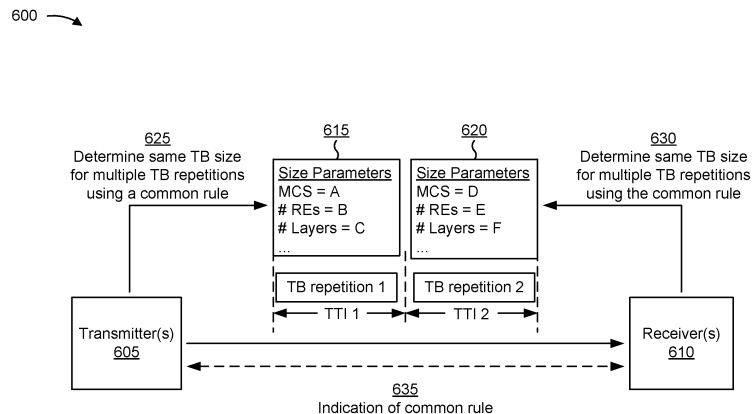 600
625
Determine same TB size
for multiple TB repetitions
using a common rule
615
Size Parameters
MCS = A
# REs = B
# Layers = C
...
620
Size Parameters
MCS = D
# REs = E
# Layers = F
...
630
Determine same TB size
for multiple TB repetitions
using the common rule
TB repetition 1
TB repetition 2
TTI 1
TTI 2
Transmitter(s)
605
Receiver(s)
610
635
Indication of common rule